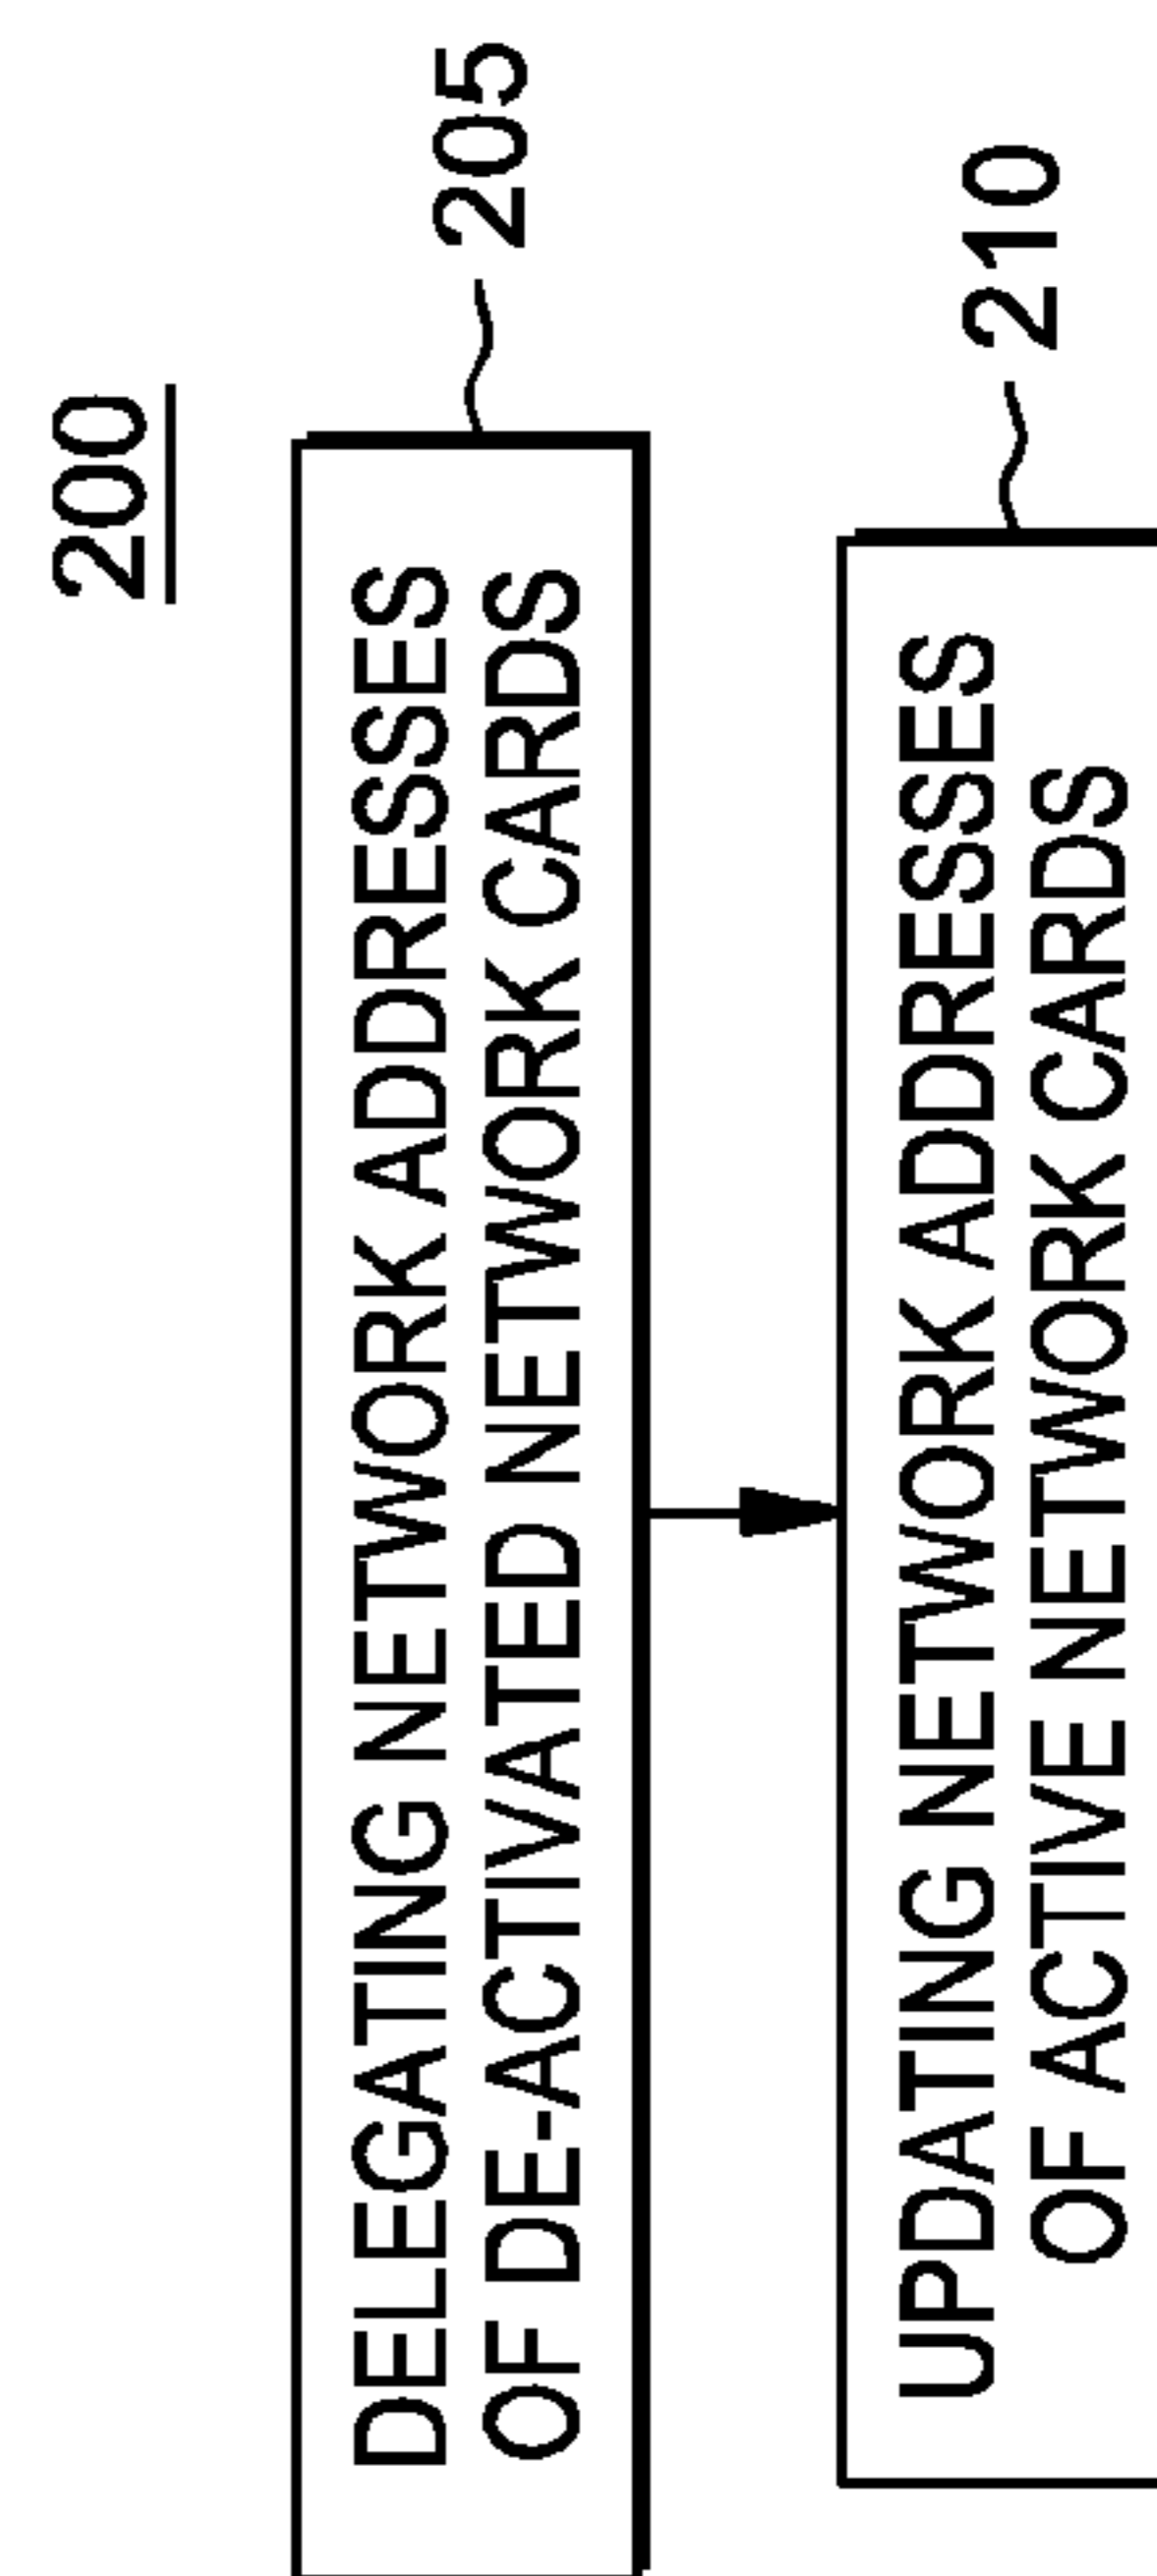 200
DELEGATING NETWORK ADDRESSES
OF DE-ACTIVATED NETWORK CARDS
205
UPDATING NETWORK ADDRESSES
OF ACTIVE NETWORK CARDS
210